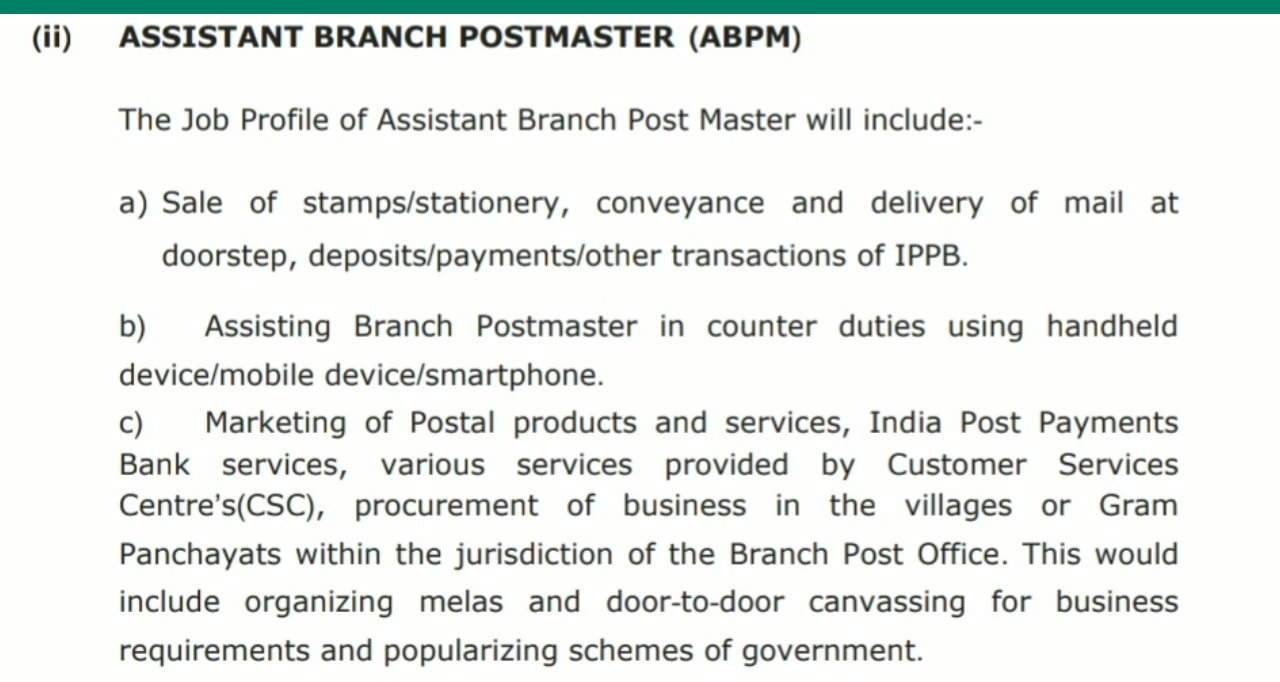 (ii) ASSISTANT BRANCH POSTMASTER (ABPM)
The Job Profile of Assistant Branch Post Master will include:-
a) Sale of stamps/stationery, conveyance and delivery of mail at
doorstep, deposits/payments/other transactions of IPPB.
b) Assisting Branch Postmaster in counter duties using handheld
device/mobile device/smartphone.
c) Marketing of Postal products and services, India Post Payments
Bank services, various services provided by Customer Services
Centre's(CSC), procurement of business in the villages or Gram
Panchayats within the jurisdiction of the Branch Post Office. This would
include organizing melas and door-to-door canvassing for business
requirements and popularizing schemes of government.